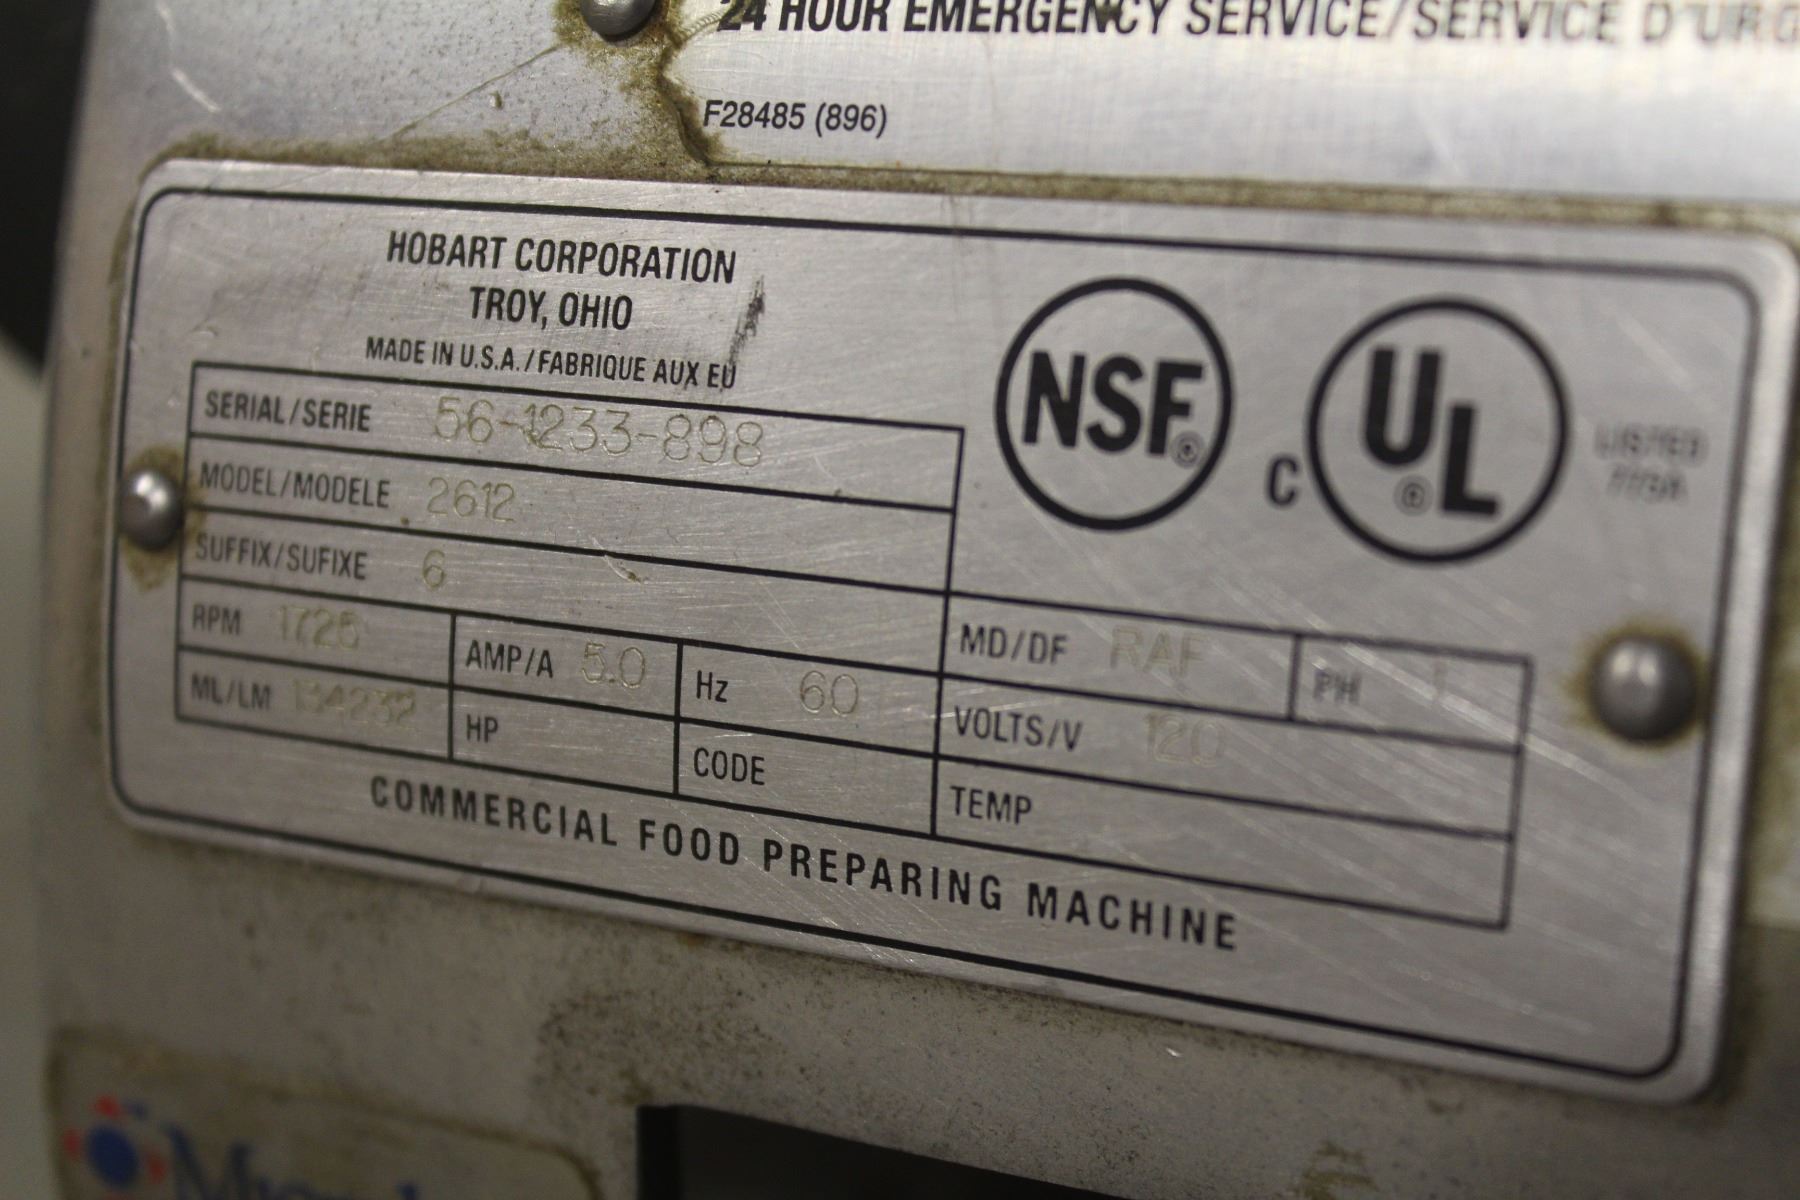 24 HOUR EMERGENCY SERVICE/SERVICE D'URG
F28485 (896)
HOBART CORPORATION
TROY, OHIO
MADE IN U.S.A. / FABRIQUE AUX EU
SERIAL/SERIE 56-1233-898
MODEL/MODELE 2612
SUFFIX/SUFIXE 6
NSF®
C UL®
LISTED
RPM 1725 AMP/A 5.0 Hz 60 MD/DF RAF PH 1
ML/LM 134232 HP CODE VOLTS/V 120
TEMP
COMMERCIAL FOOD PREPARING MACHINE